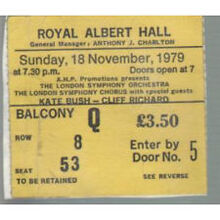 ROYAL ALBERT HALL
General Manager: ANTHONY J. CHARLTON
Sunday, 18 November, 1979
at 7.30 p.m. Doors open at 7
A.H.P. Promotions presents
THE LONDON SYMPHONY ORCHESTRA
THE LONDON SYMPHONY CHORUS with special guests
KATE BUSH - CLIFF RICHARD
BALCONY Q £3.50
ROW 8 Enter by
Door No. 5
53
SEAT
TO BE RETAINED SEE REVERSE